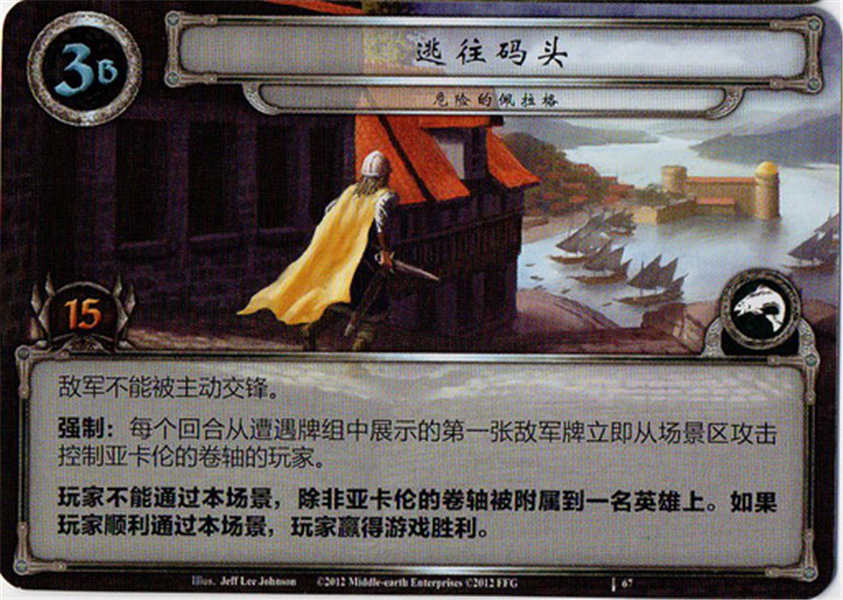 3B
逃往码头
危险的佩拉格
15
敌军不能被主动交锋。
强制：每个回合从遭遇牌组中展示的第一张敌军牌立即从场景区攻击
控制亚卡伦的卷轴的玩家。
玩家不能通过本场景，除非亚卡伦的卷轴被附属到一名英雄上。如果
玩家顺利通过本场景，玩家赢得游戏胜利。
Illus. Jeff Lee Johnson ©2012 Middle-earth Enterprises ©2012 FFG 67